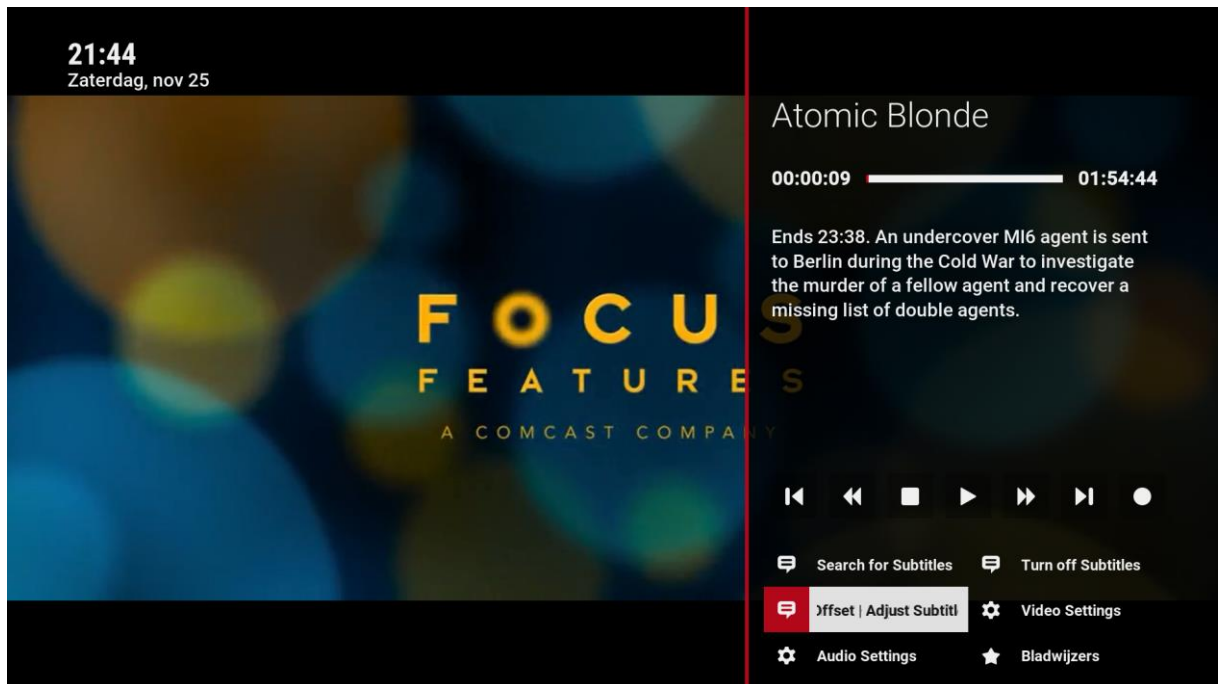 21:44
Zaterdag, nov 25
Atomic Blonde
00:00:09 01:54:44
Ends 23:38. An undercover MI6 agent is sent
to Berlin during the Cold War to investigate
the murder of a fellow agent and recover a
missing list of double agents.
FOCUS
FEATURES
A COMCAST COMPANY
Search for Subtitles Turn off Subtitles
Offset | Adjust Subtitl Video Settings
Audio Settings Bladwijzers